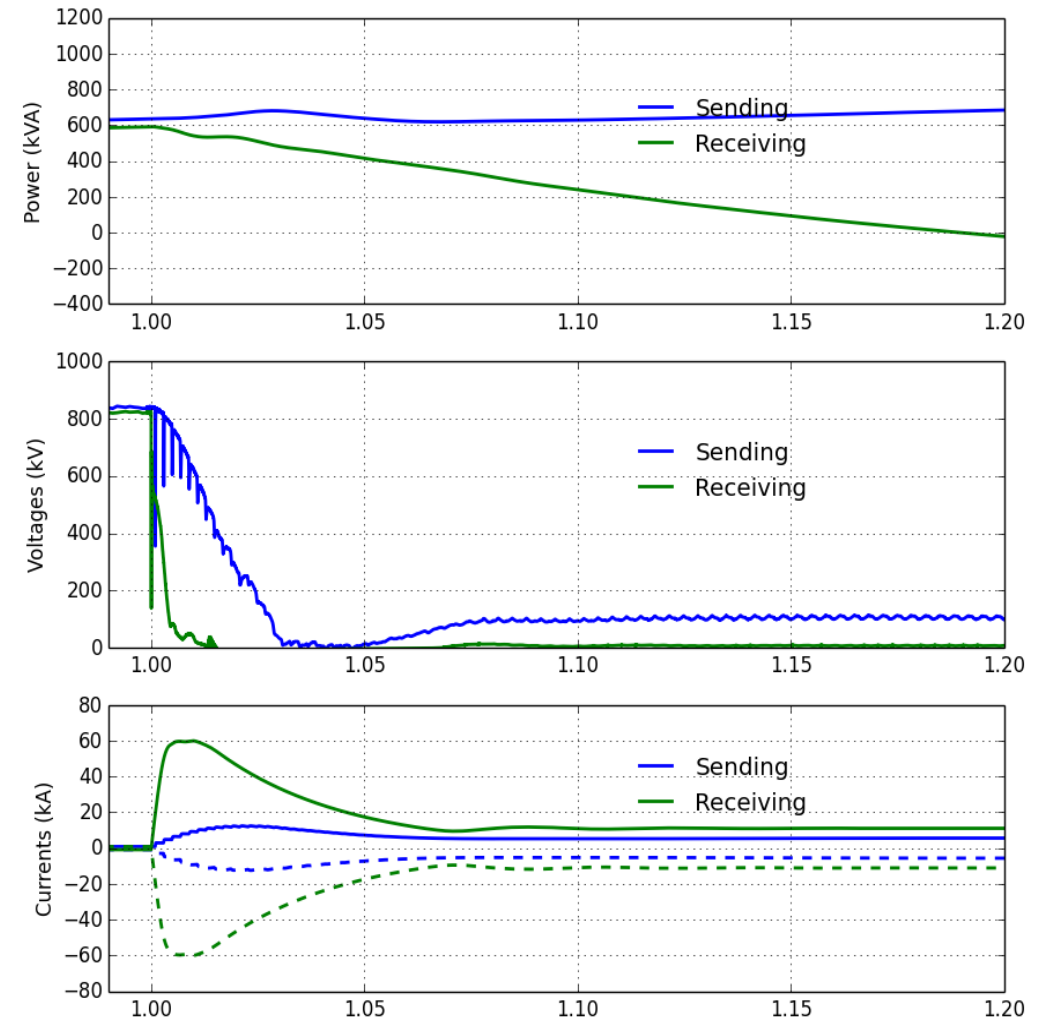 1200
1000
800
600
400
200
0
−200
−400
Power (kVA)
Sending
Receiving
1.00 1.05 1.10 1.15 1.20
1000
800
600
400
200
0
Voltages (kV)
Sending
Receiving
1.00 1.05 1.10 1.15 1.20
80
60
40
20
0
−20
−40
−60
−80
Currents (kA)
Sending
Receiving
1.00 1.05 1.10 1.15 1.20